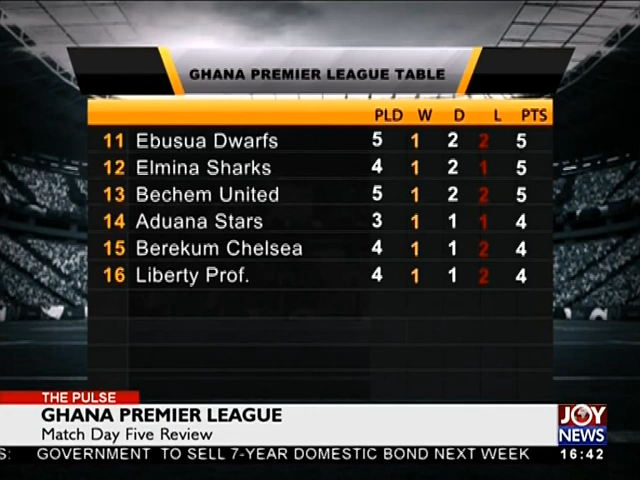 GHANA PREMIER LEAGUE TABLE
PLD W D L PTS
11 Ebusua Dwarfs 5 1 2 2 5
12 Elmina Sharks 4 1 2 1 5
13 Bechem United 5 1 2 2 5
14 Aduana Stars 3 1 1 1 4
15 Berekum Chelsea 4 1 1 2 4
16 Liberty Prof. 4 1 1 2 4
THE PULSE
GHANA PREMIER LEAGUE
Match Day Five Review
JOY
NEWS
S: GOVERNMENT TO SELL 7-YEAR DOMESTIC BOND NEXT WEEK 16:42